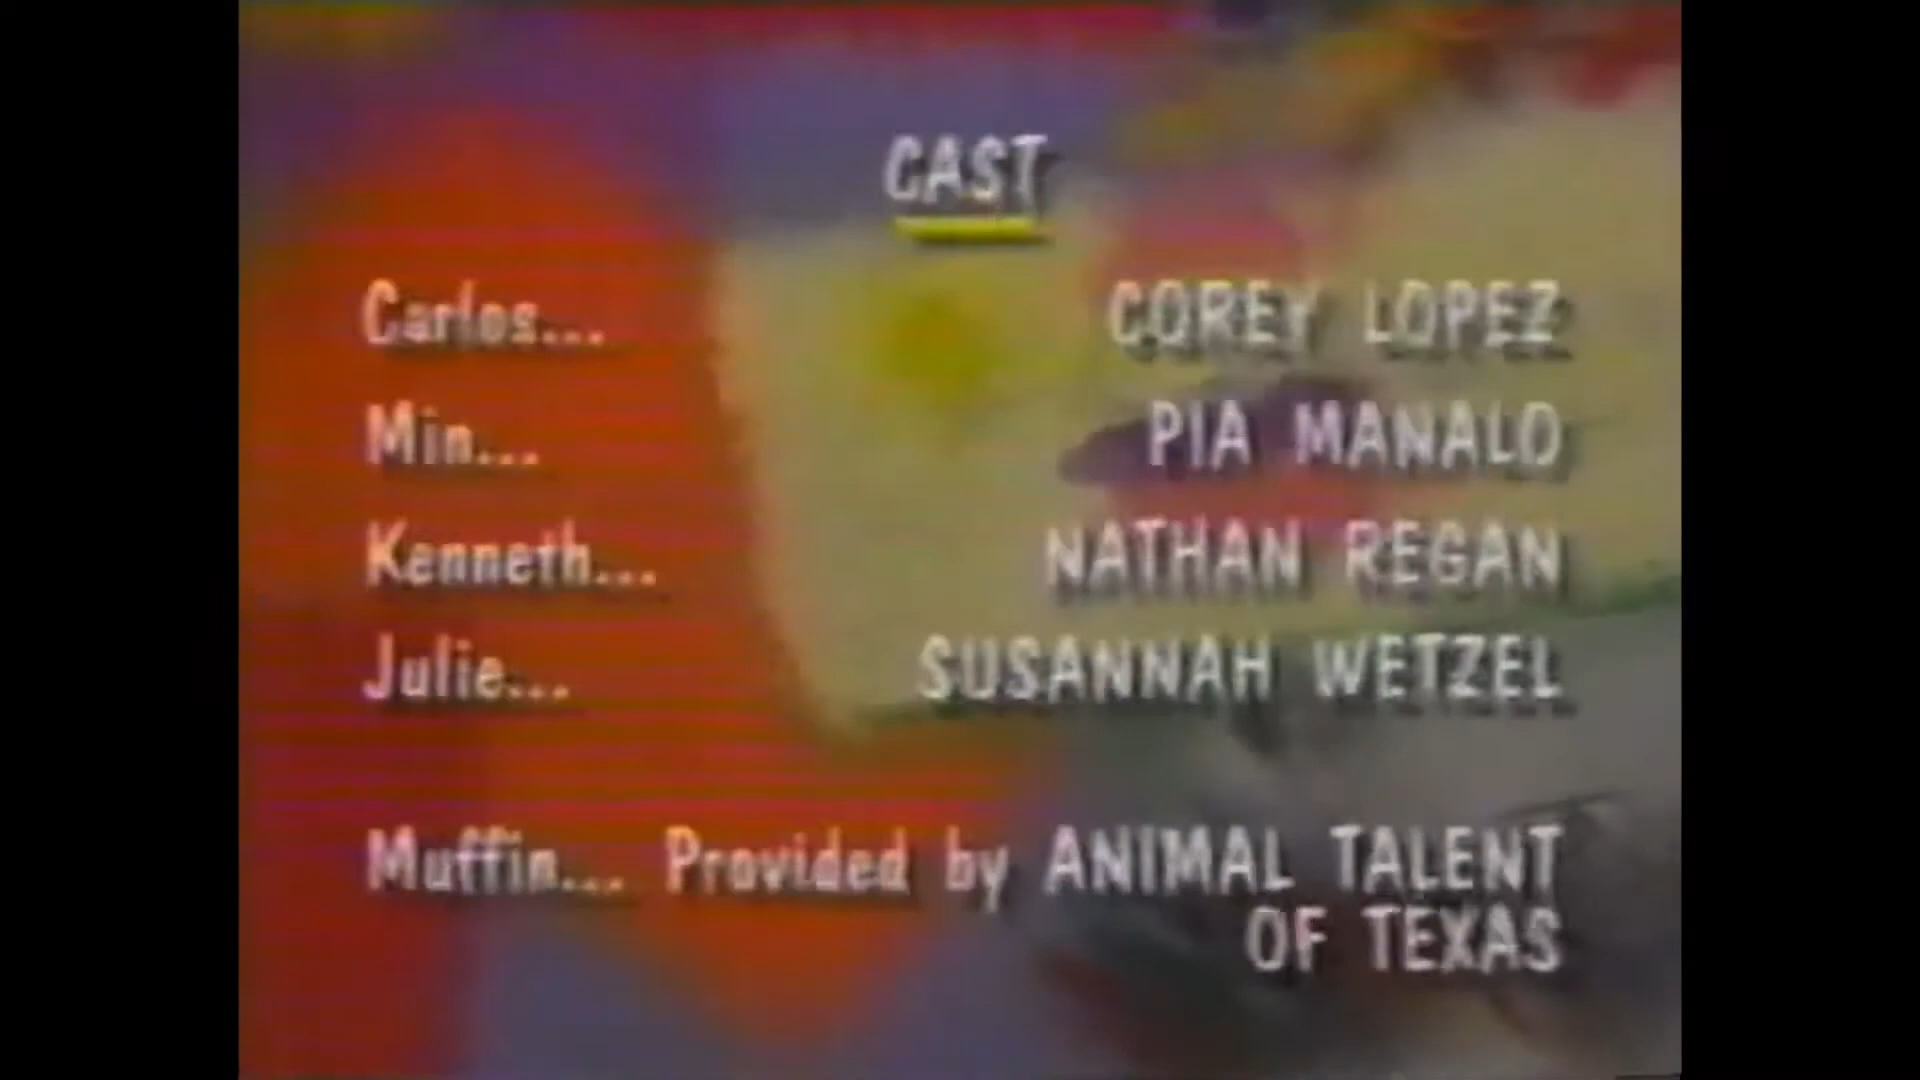 CAST
Carlos... COREY LOPEZ
Min... PIA MANALO
Kenneth... NATHAN REGAN
Julie... SUSANNAH WETZEL
Muffin... Provided by ANIMAL TALENT
OF TEXAS